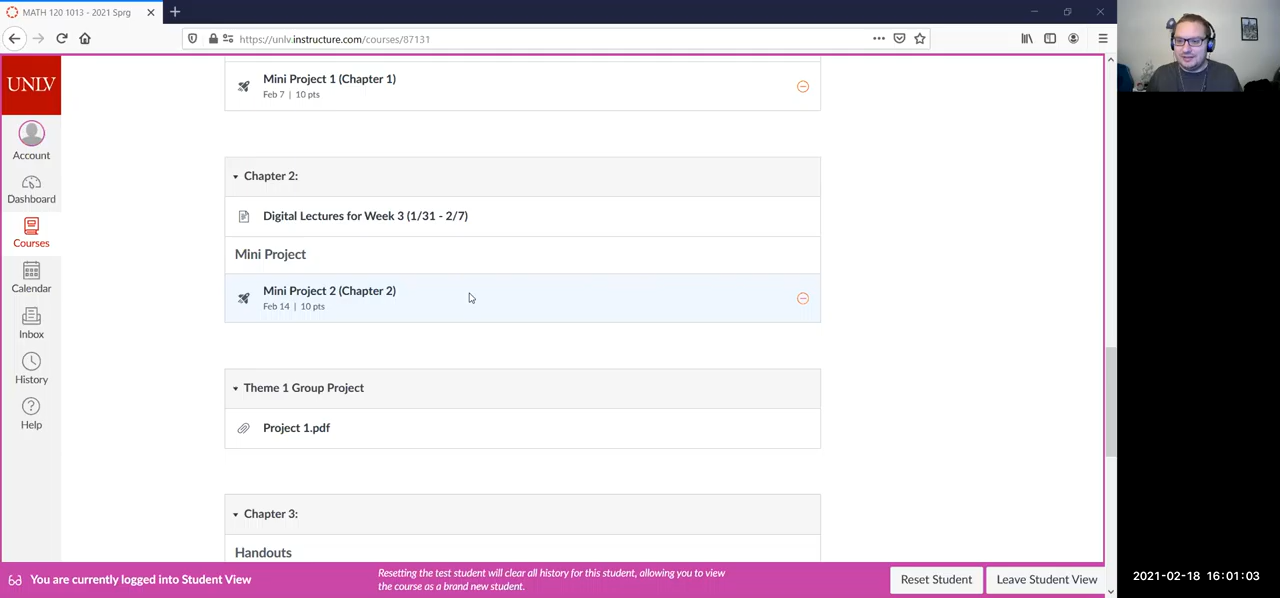 MATH 120 1013 - 2021 Sprg
https://unlv.instructure.com/courses/87131
UNLV
Account
Dashboard
Courses
Calendar
Inbox
History
Help
Mini Project 1 (Chapter 1)
Feb 7 | 10 pts
Chapter 2:
Digital Lectures for Week 3 (1/31 - 2/7)
Mini Project
Mini Project 2 (Chapter 2)
Feb 14 | 10 pts
Theme 1 Group Project
Project 1.pdf
Chapter 3:
Handouts
You are currently logged into Student View
Resetting the test student will clear all history for this student, allowing you to view
the course as a brand new student.
Reset Student
Leave Student View
2021-02-18 16:01:03